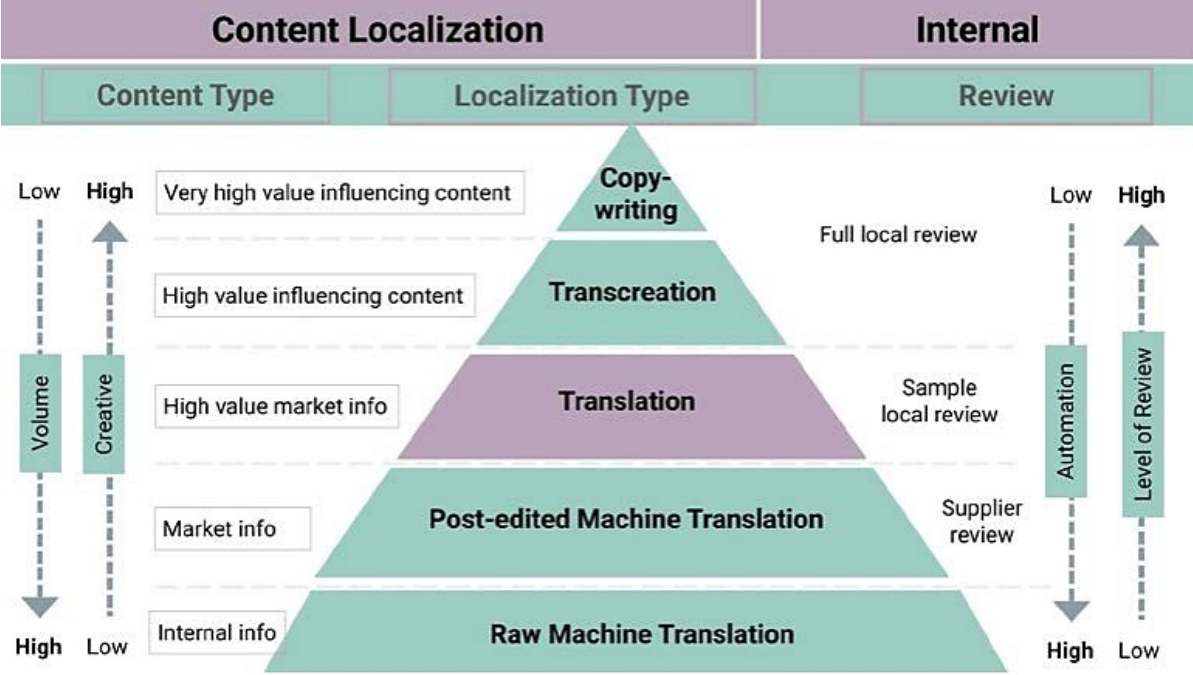 Content Localization
Internal
Content Type
Localization Type
Review
Low
High
Very high value influencing content
Copy-
writing
Full local review
Low
High
High value influencing content
Transcreation
Volume
Creative
High value market info
Translation
Sample
local review
Automation
Level of Review
Market info
Post-edited Machine Translation
Supplier
review
High
Low
Internal info
Raw Machine Translation
High
Low